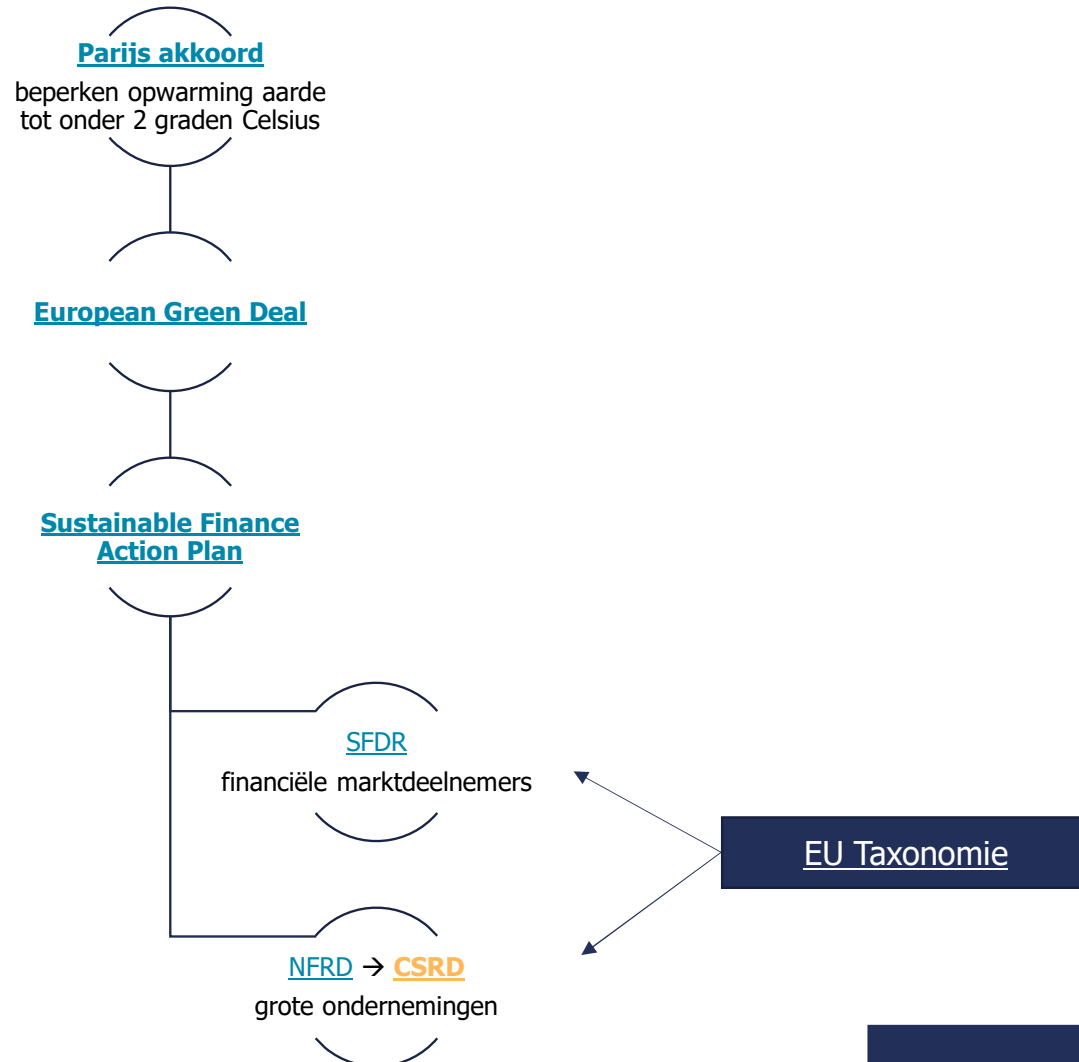 Parijs akkoord
beperken opwarming aarde
tot onder 2 graden Celsius
European Green Deal
Sustainable Finance
Action Plan
SFDR
financiële marktdeelnemers
EU Taxonomie
NFRD → CSRD
grote ondernemingen